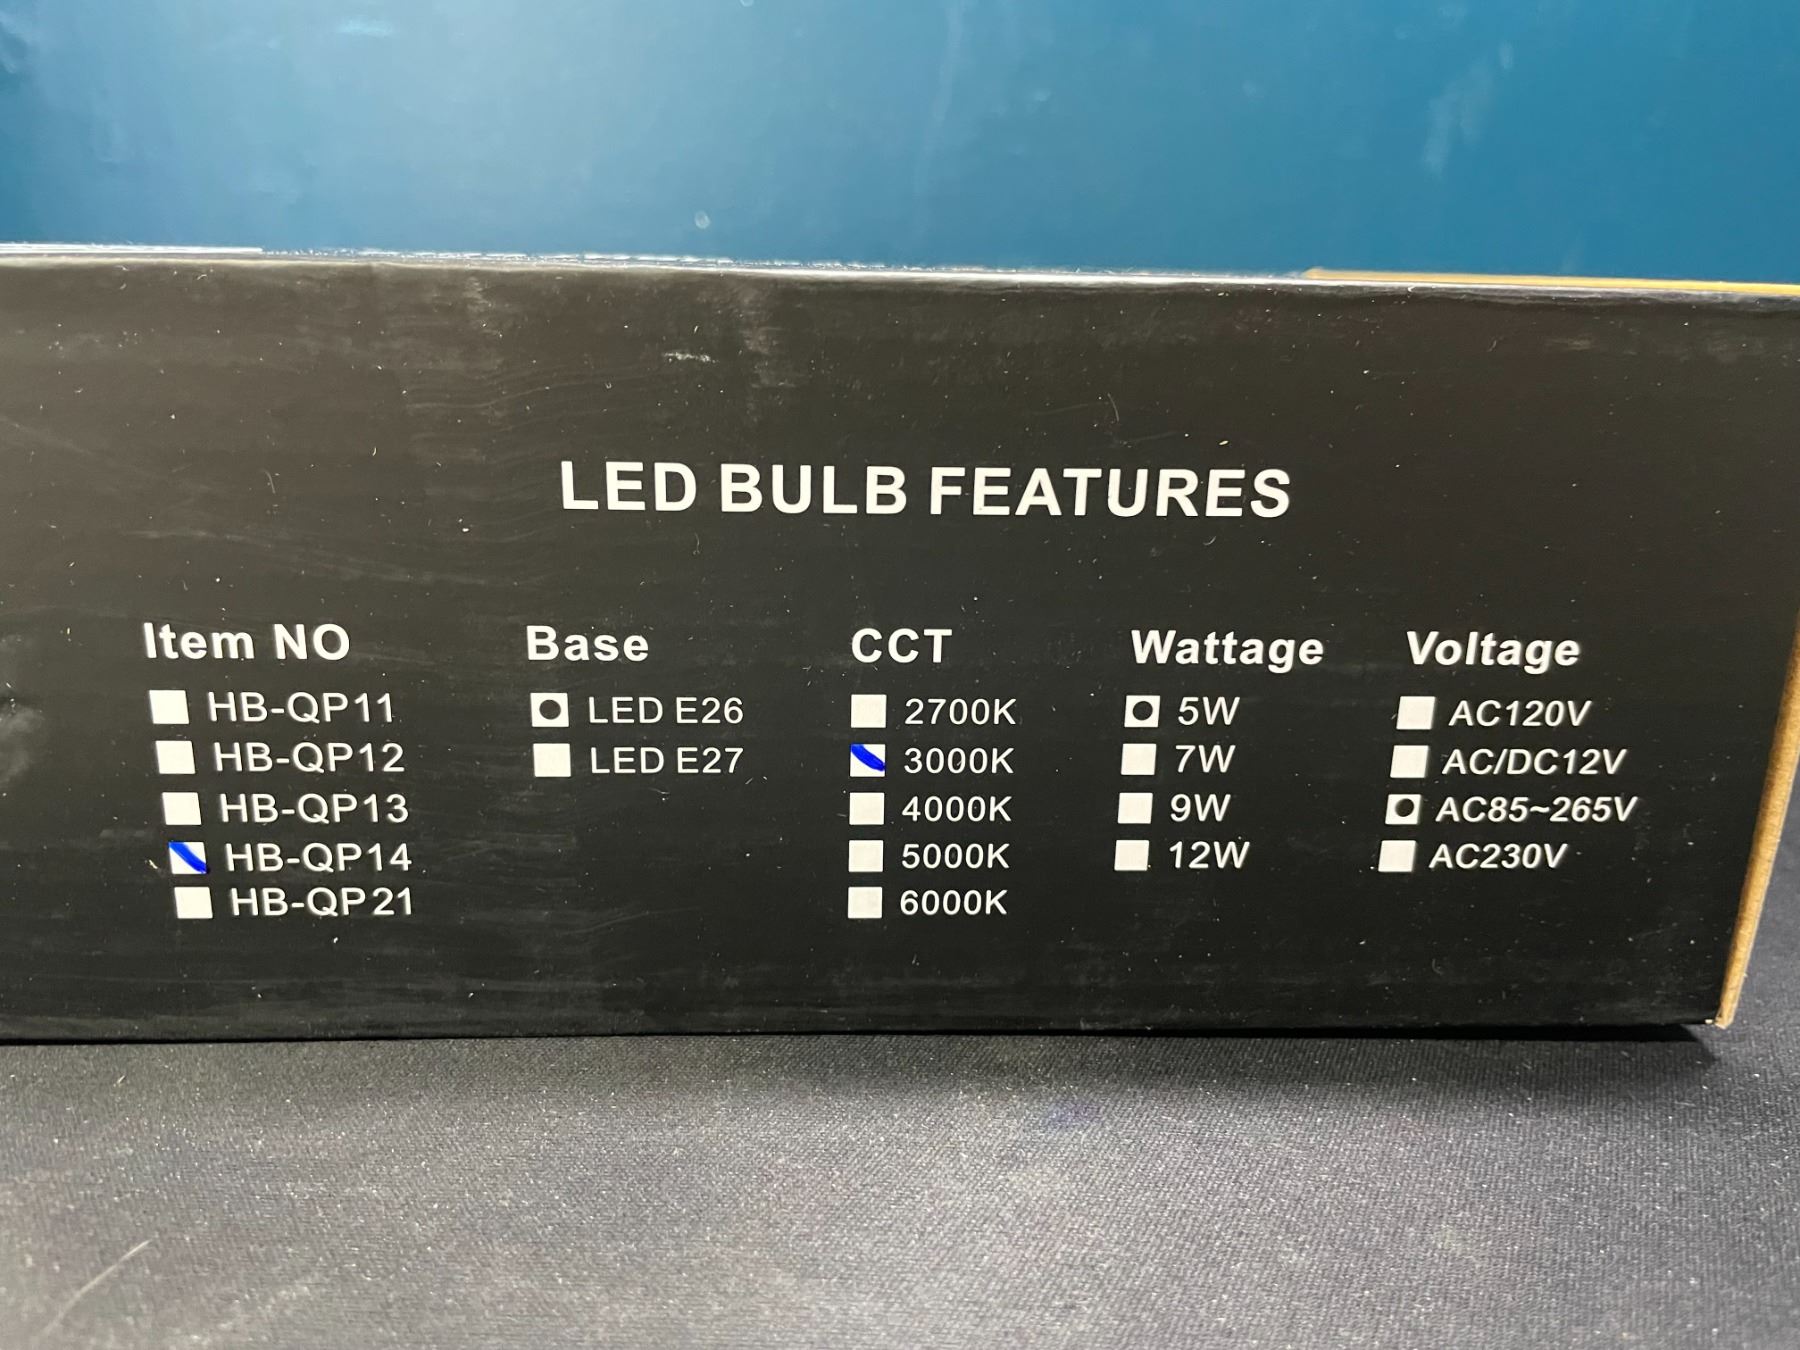 LED BULB FEATURES
Item NO Base CCT Wattage Voltage
HB-QP11 LED E26 2700K 5W AC120V
HB-QP12 LED E27 3000K 7W AC/DC12V
HB-QP13 4000K 9W AC85~265V
HB-QP14 5000K 12W AC230V
HB-QP21 6000K